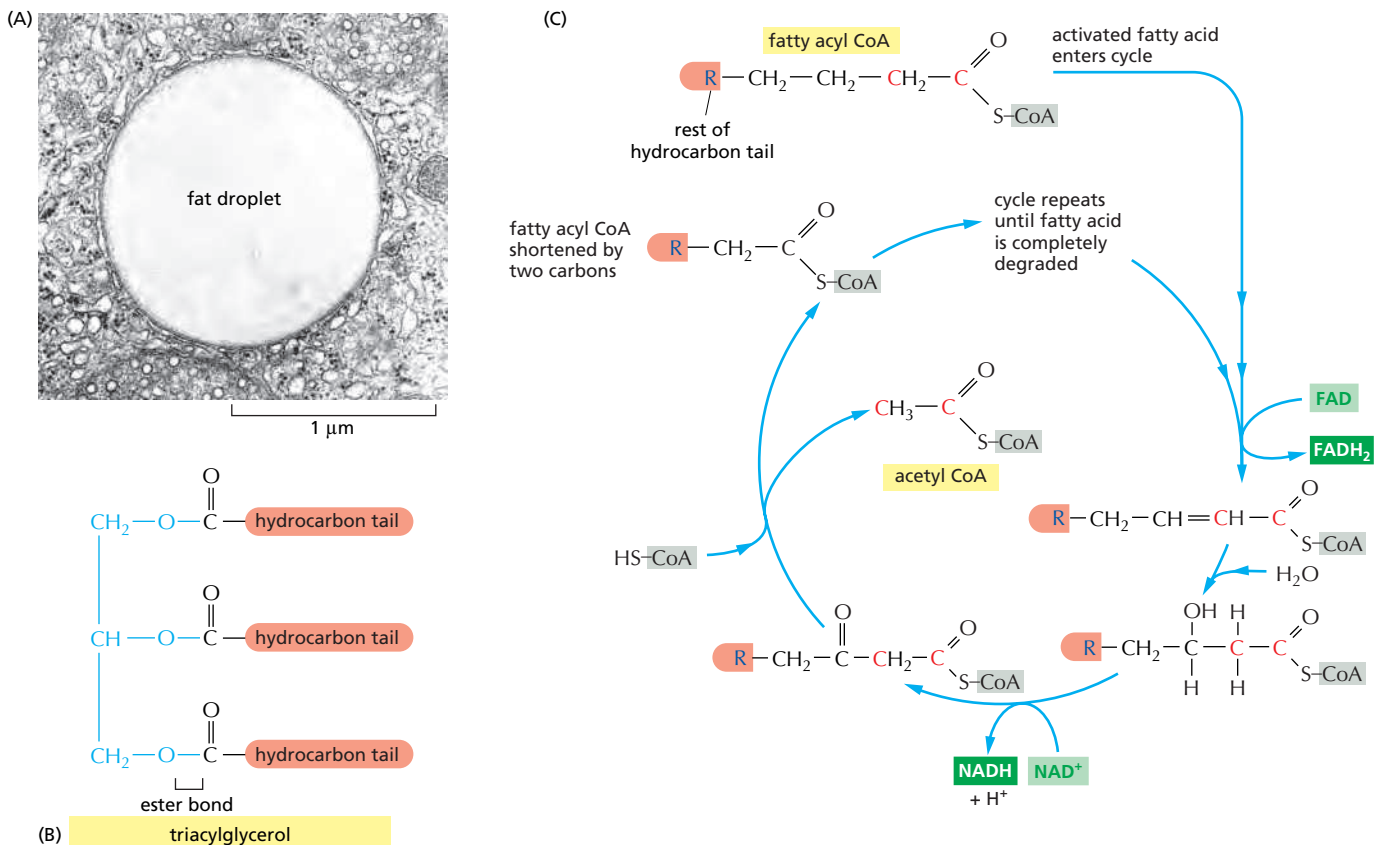 (A)
fat droplet
1 μm
O
CH₂—O—C—hydrocarbon tail
O
CH—O—C—hydrocarbon tail
O
CH₂—O—C—hydrocarbon tail
ester bond
(B)
triacylglycerol
(C)
fatty acyl CoA
O
R—CH₂—CH₂—CH₂—C
S–CoA
rest of
hydrocarbon tail
activated fatty acid
enters cycle
fatty acyl CoA
shortened by
two carbons
O
R—CH₂—C
S–CoA
cycle repeats
until fatty acid
is completely
degraded
O
CH₃—C
S–CoA
acetyl CoA
FAD
FADH₂
O
R—CH₂—CH=CH—C
S–CoA
H₂O
OH H O
R—CH₂—C—C—C
H H S–CoA
HS–CoA
O O
R—CH₂—C—CH₂—C
S–CoA
NADH
+ H⁺
NAD⁺